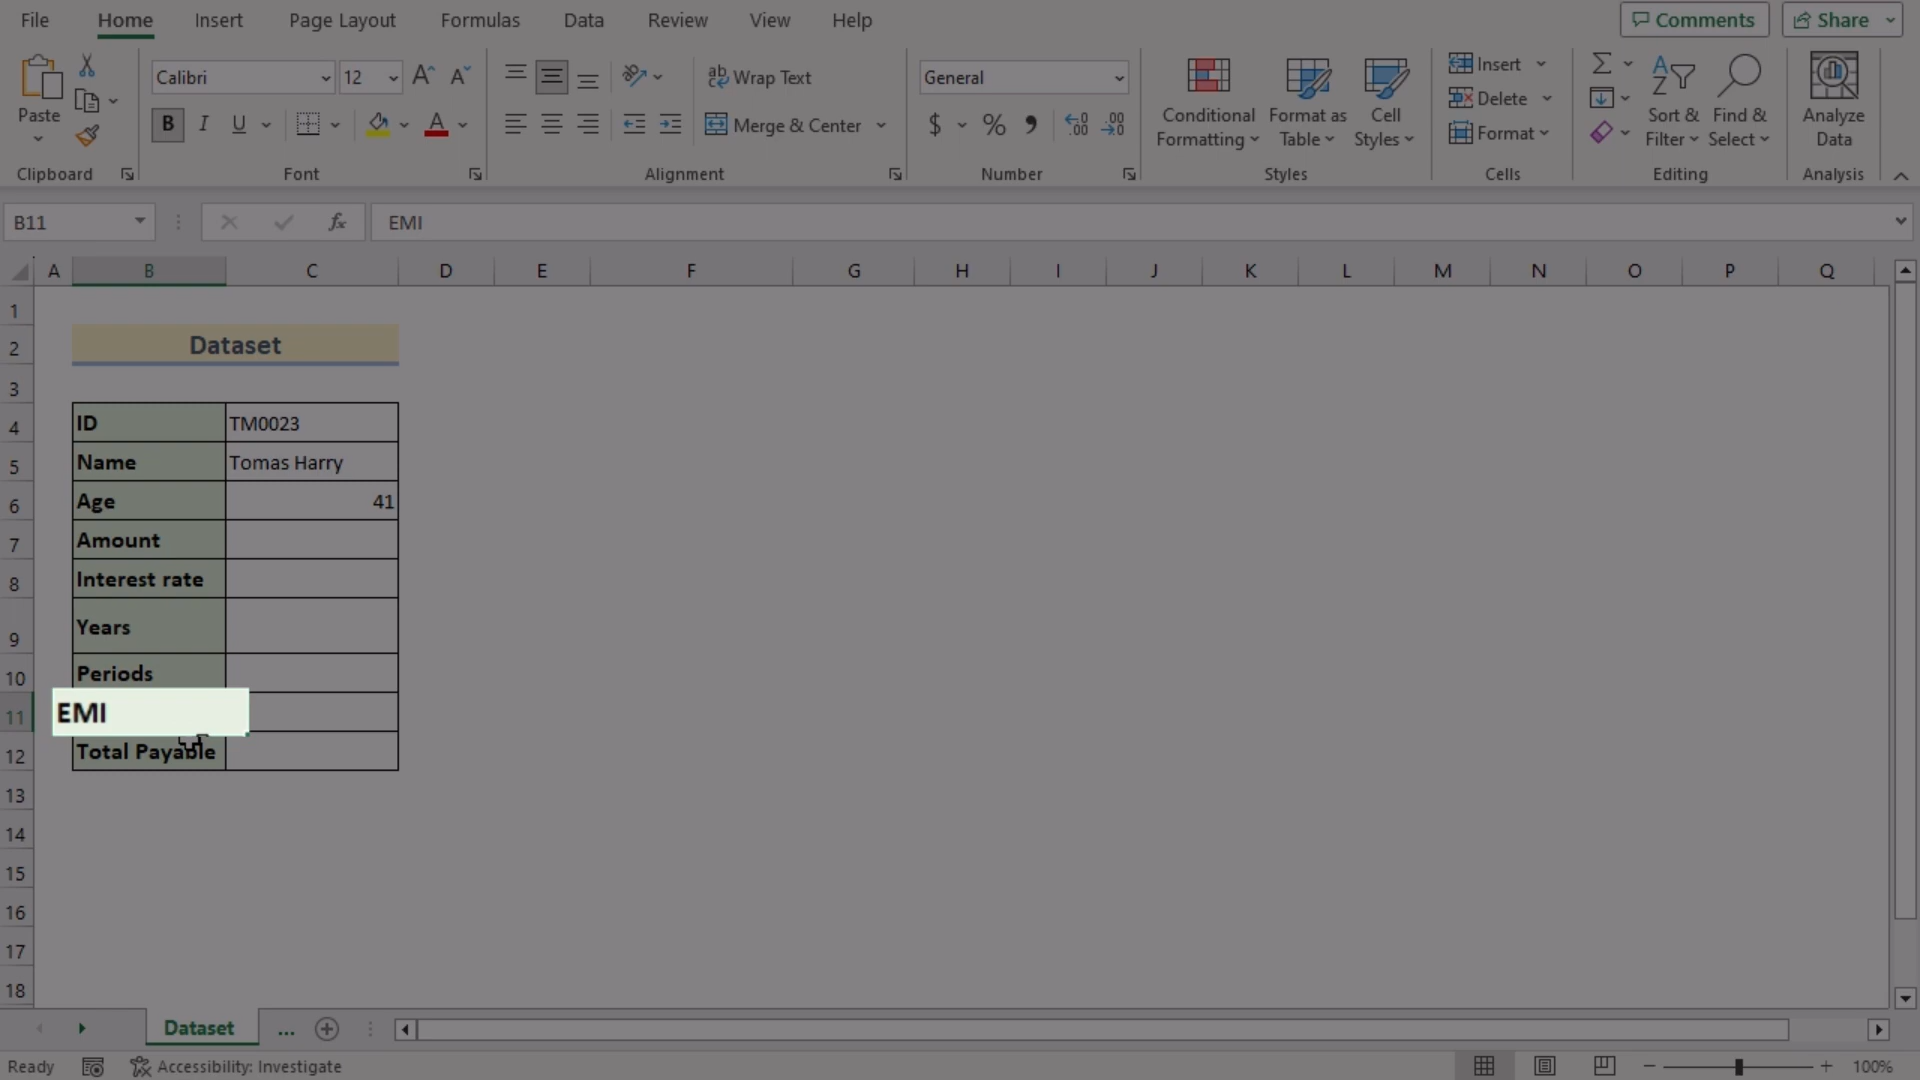 File Home Insert Page Layout Formulas Data Review View Help Comments Share
Calibri 12 A A ab Wrap Text General Insert Σ A Z
Paste B I U A Merge & Center $ % , .00 .00 Conditional Formatting Format as Table Cell Styles Delete Format Sort & Filter Find & Select Analyze Data
Clipboard Font Alignment Number Styles Cells Editing Analysis
B11 fx EMI
A B C D E F G H I J K L M N O P Q
1
2 Dataset
3
4 ID TM0023
5 Name Tomas Harry
6 Age 41
7 Amount
8 Interest rate
9 Years
10 Periods
11 EMI
12 Total Payable
13
14
15
16
17
18
Dataset ...
Ready Accessibility: Investigate 100%